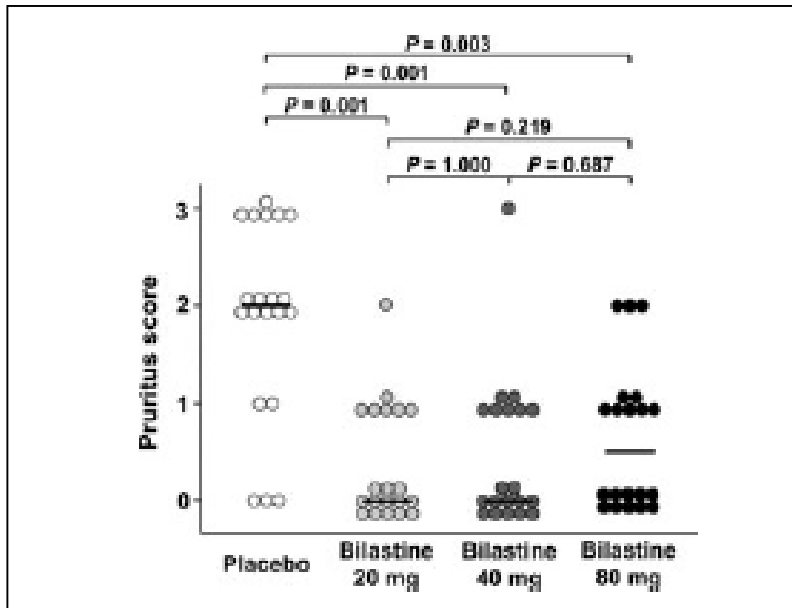 P = 0.003
P = 0.001
P = 0.001
P = 0.219
P = 1.000
P = 0.687
Pruritus score
3
2
1
0
Placebo
Bilastine
20 mg
Bilastine
40 mg
Bilastine
80 mg